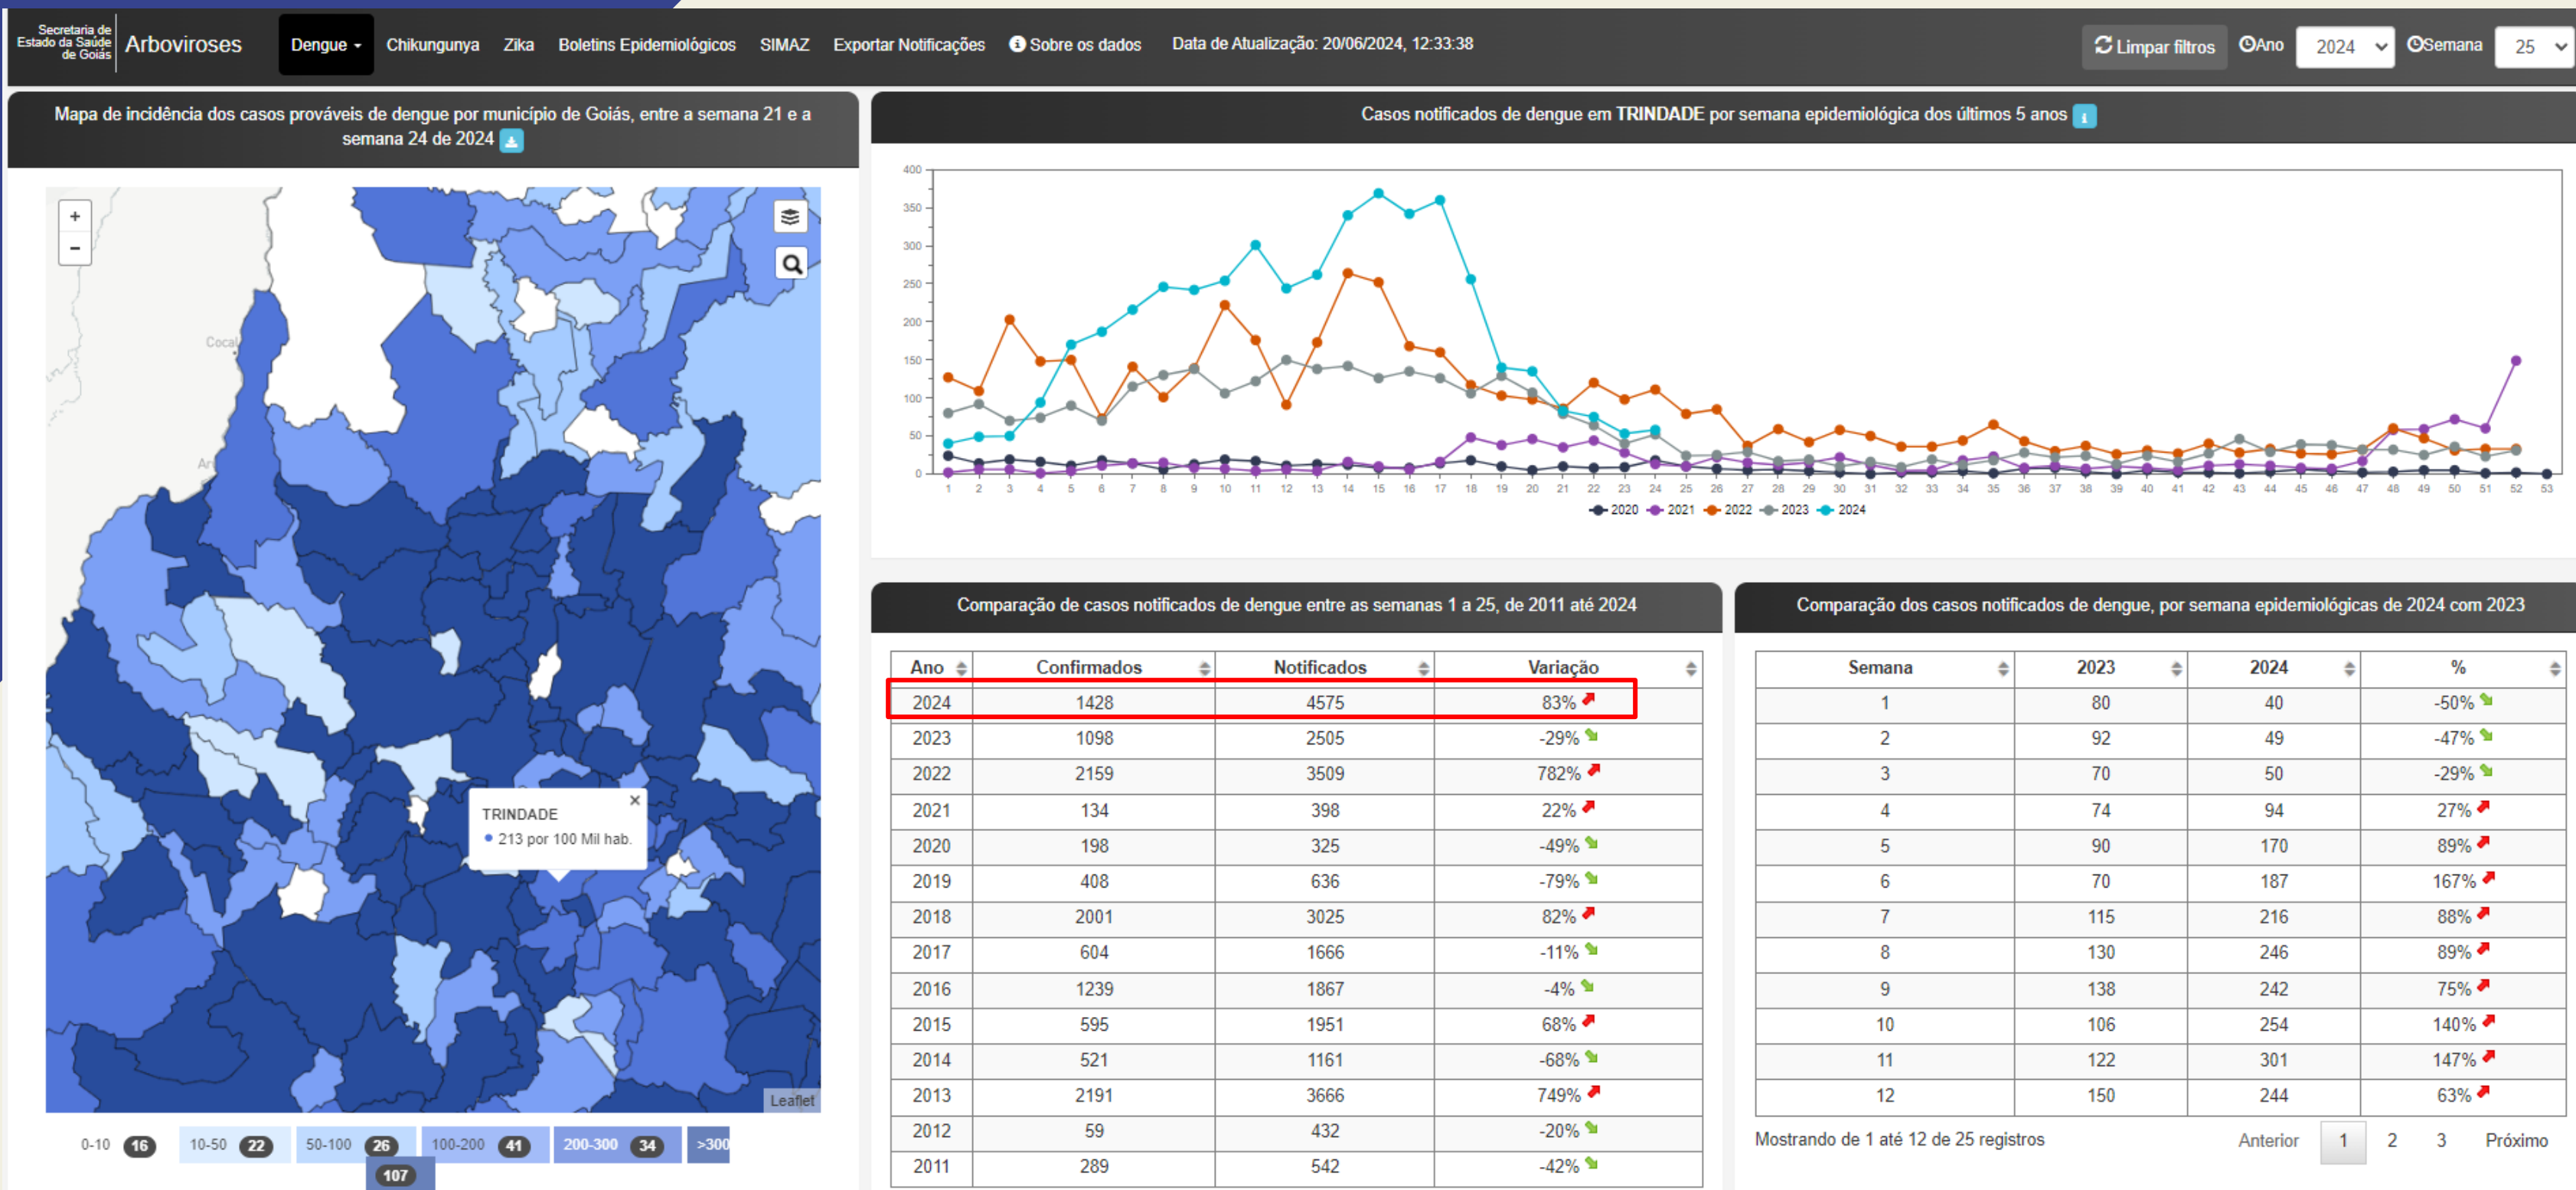 Secretaria de
Estado da Saúde
de Goiás
Arboviroses
Dengue
Chikungunya
Zika
Boletins Epidemiológicos
SIMAZ
Exportar Notificações
Sobre os dados
Data de Atualização: 20/06/2024, 12:33:38
Limpar filtros
Ano
2024
Semana
25
Mapa de incidência dos casos prováveis de dengue por município de Goiás, entre a semana 21 e a
semana 24 de 2024
+
-
Cocal
TRINDADE
213 por 100 Mil hab.
Leaflet
0-10 16 10-50 22 50-100 26 100-200 41 200-300 34 >300
107
Casos notificados de dengue em TRINDADE por semana epidemiológica dos últimos 5 anos
400
350
300
250
200
150
100
50
0
1 2 3 4 5 6 7 8 9 10 11 12 13 14 15 16 17 18 19 20 21 22 23 24 25 26 27 28 29 30 31 32 33 34 35 36 37 38 39 40 41 42 43 44 45 46 47 48 49 50 51 52 53
2020 2021 2022 2023 2024
Comparação de casos notificados de dengue entre as semanas 1 a 25, de 2011 até 2024
Ano Confirmados Notificados Variação
2024 1428 4575 83%
2023 1098 2505 -29%
2022 2159 3509 782%
2021 134 398 22%
2020 198 325 -49%
2019 408 636 -79%
2018 2001 3025 82%
2017 604 1666 -11%
2016 1239 1867 -4%
2015 595 1951 68%
2014 521 1161 -68%
2013 2191 3666 749%
2012 59 432 -20%
2011 289 542 -42%
Comparação dos casos notificados de dengue, por semana epidemiológicas de 2024 com 2023
Semana 2023 2024 %
1 80 40 -50%
2 92 49 -47%
3 70 50 -29%
4 74 94 27%
5 90 170 89%
6 70 187 167%
7 115 216 88%
8 130 246 89%
9 138 242 75%
10 106 254 140%
11 122 301 147%
12 150 244 63%
Mostrando de 1 até 12 de 25 registros
Anterior 1 2 3 Próximo